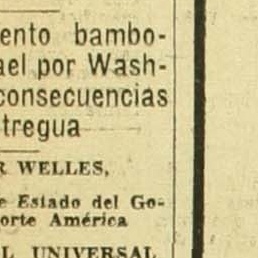 ento bambo-
ael por Wash-
consecuencias
tregua
R WELLES,
e Estado del Go-
orte América
L UNIVERSAL